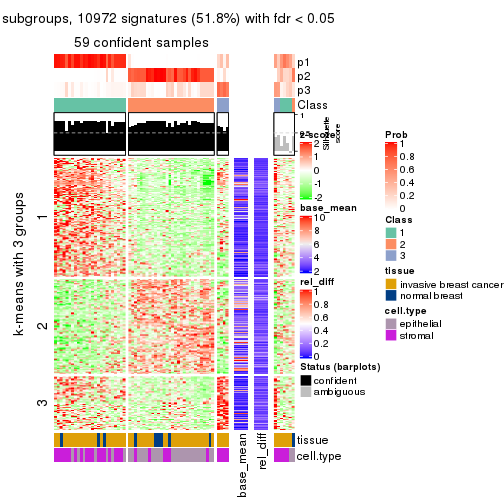 subgroups, 10972 signatures (51.8%) with fdr < 0.05
59 confident samples
p1
p2
p3
Class
1
Silhouette
score
k-means with 3 groups
1
2
3
z-score
2
1
0
-1
-2
base_mean
10
8
6
4
2
rel_diff
1
0.8
0.6
0.4
0.2
0
Status (barplots)
confident
ambiguous
Prob
1
0.8
0.6
0.4
0.2
0
Class
1
2
3
tissue
invasive breast cancer
normal breast
cell.type
epithelial
stromal
tissue
cell.type
base_mean
rel_diff